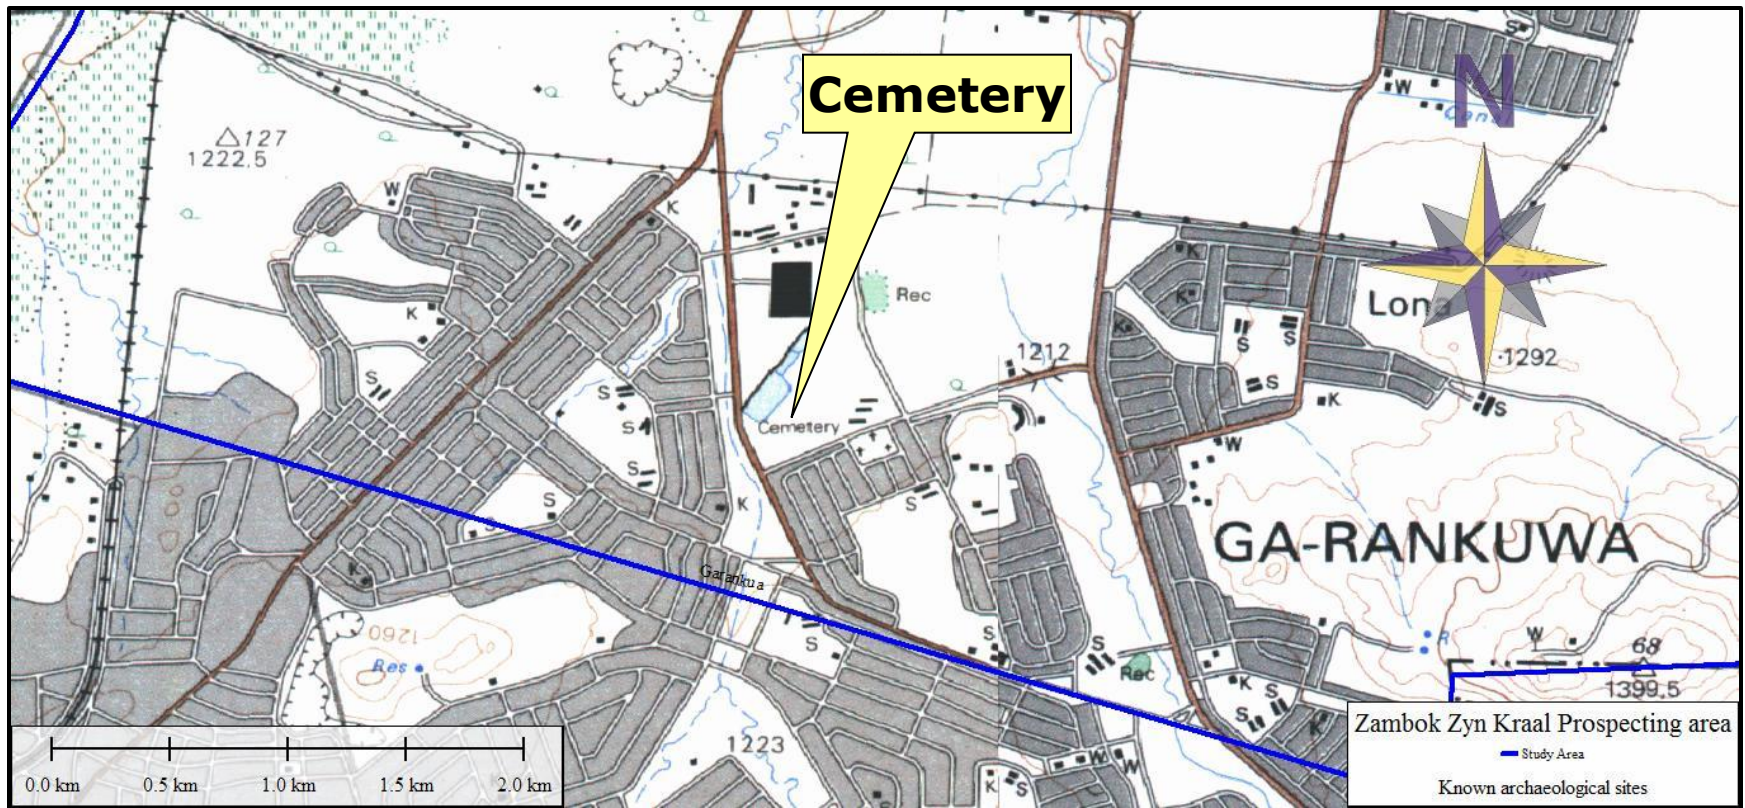 Cemetery
N
S
W
Canal
127
1222.5
W
K
K
K
Rec
Lona
K
K
S
S
1212
1292
S
S
S
K
S
Cemetery
S
W
S
S
S
K
GA-RANKUWA
S
K
Garankua
1260
Res
S
S
S
Rec
R
W
68
1399.5
K
S
S
K
1223
W
W
K
S
0.0 km
0.5 km
1.0 km
1.5 km
2.0 km
Zambok Zyn Kraal Prospecting area
Study Area
Known archaeological sites